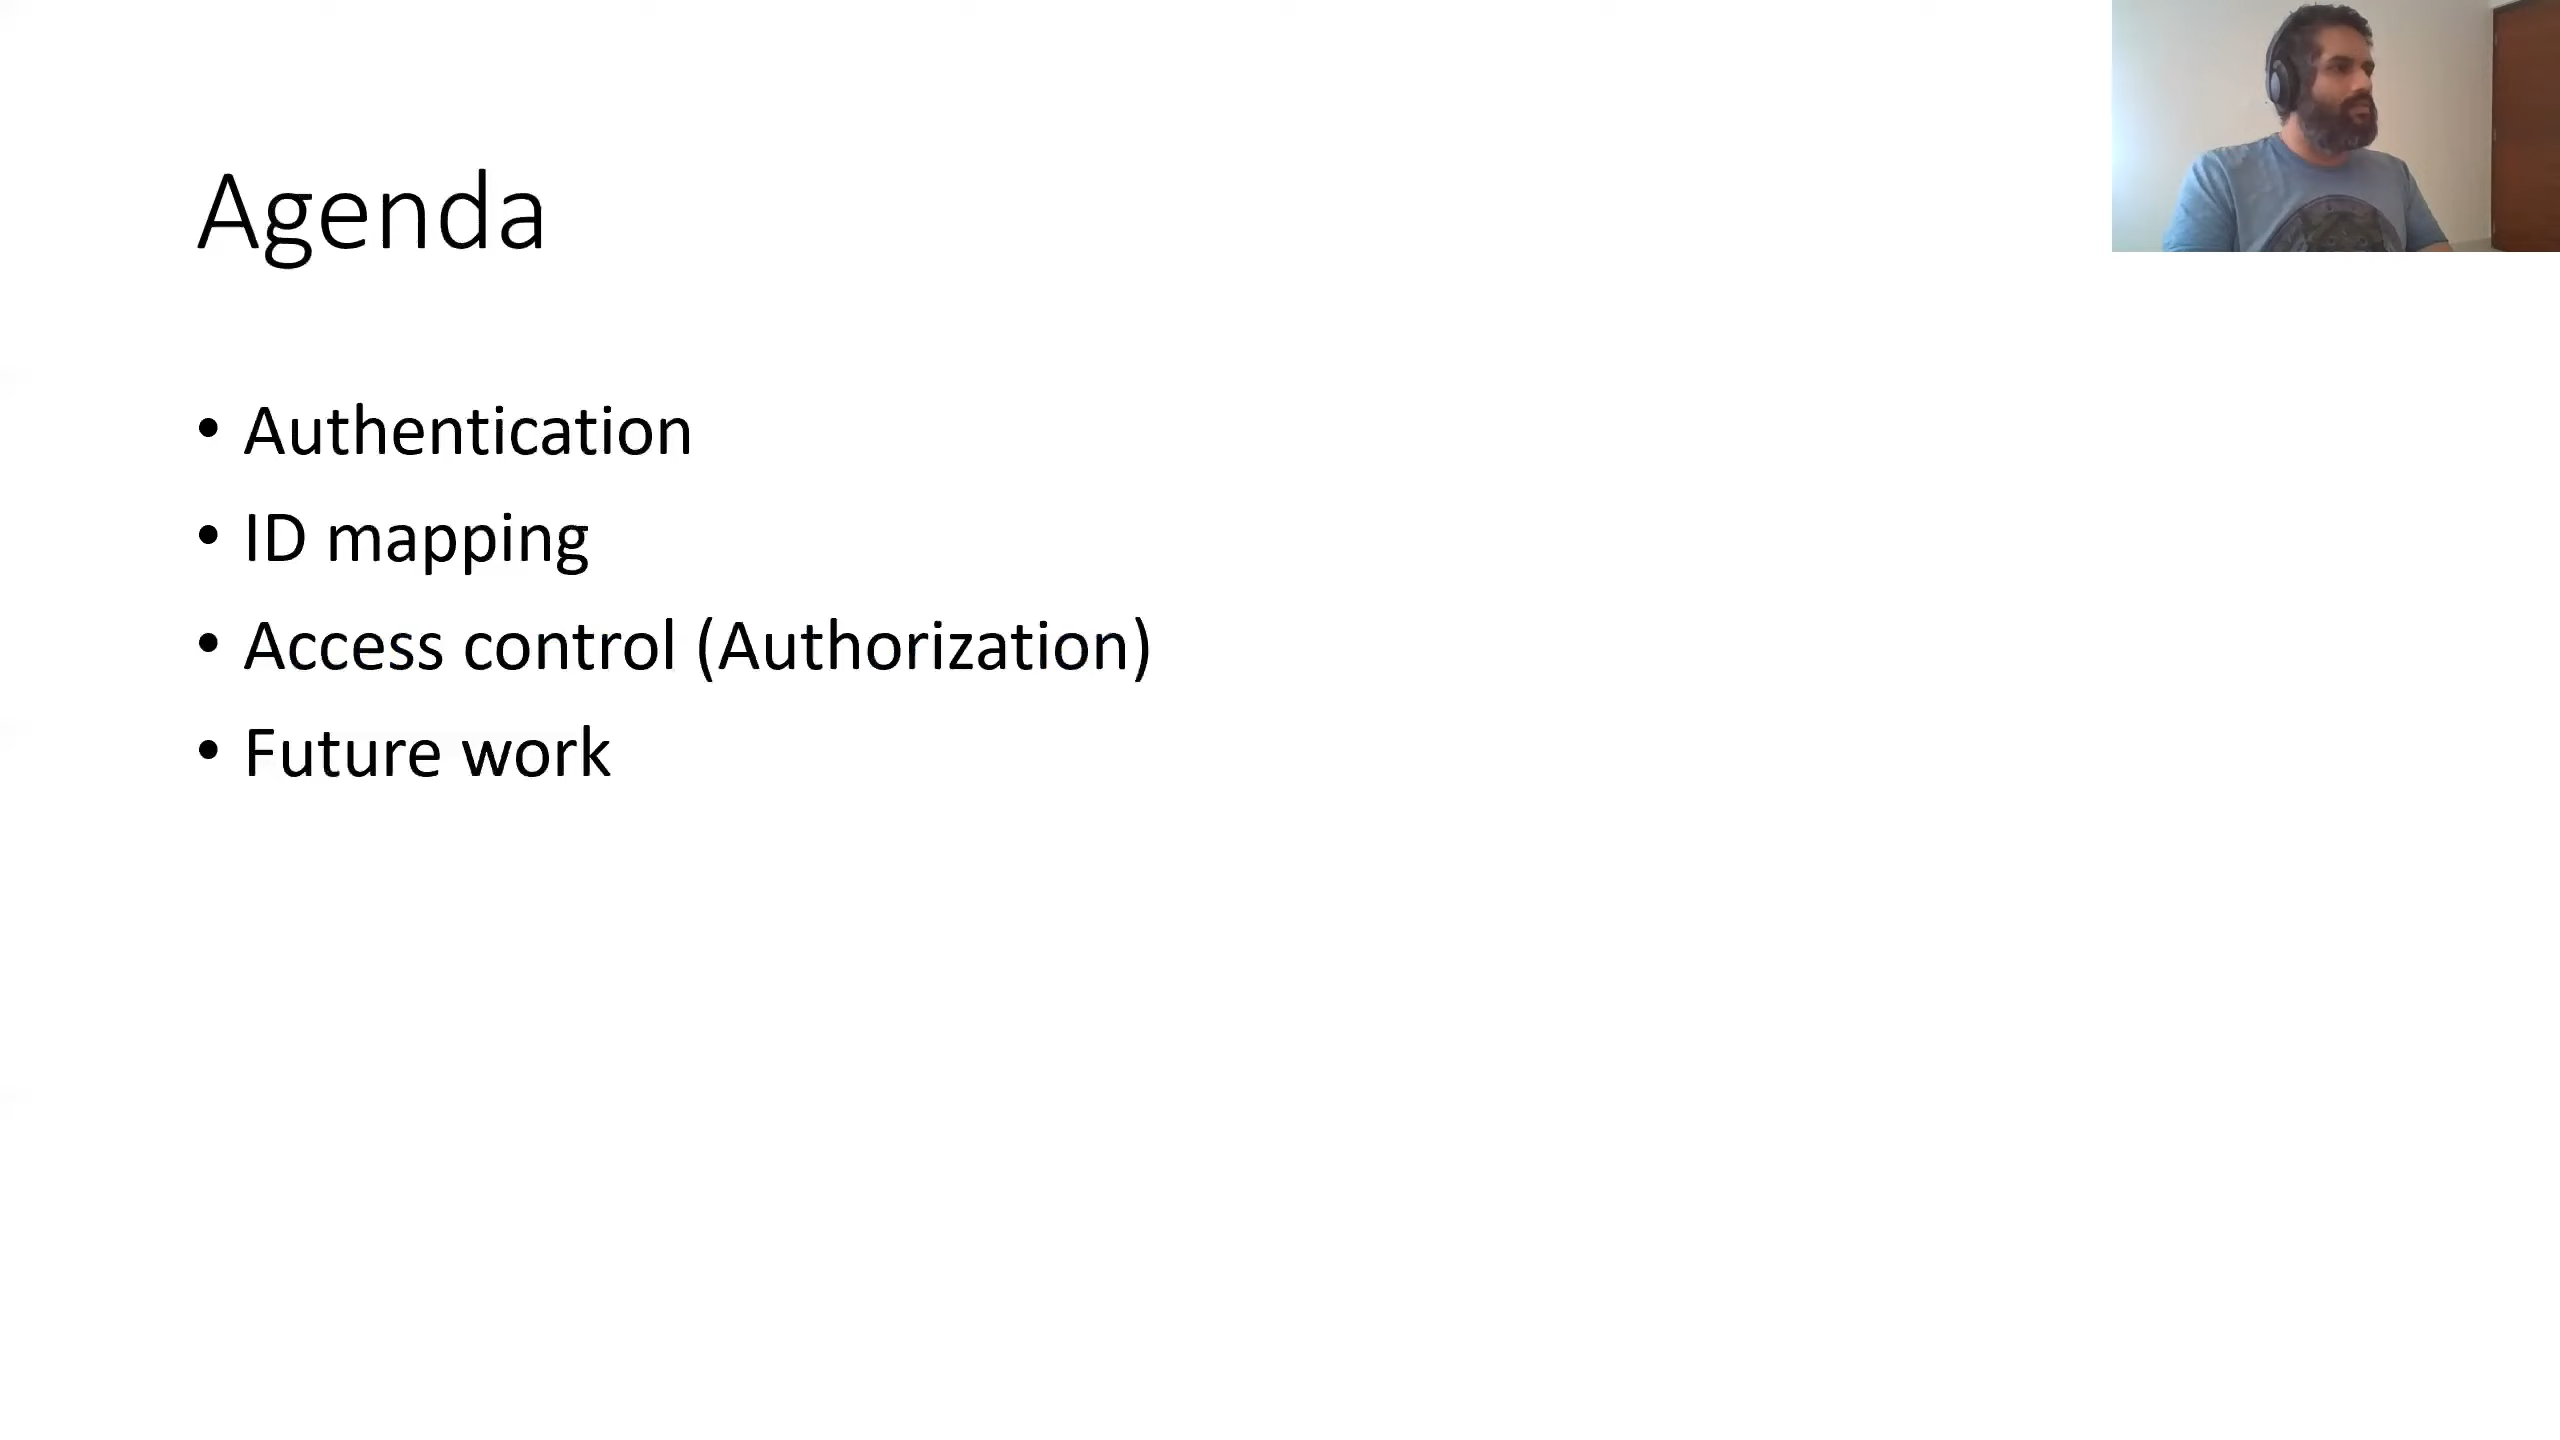 Agenda
• Authentication
• ID mapping
• Access control (Authorization)
• Future work